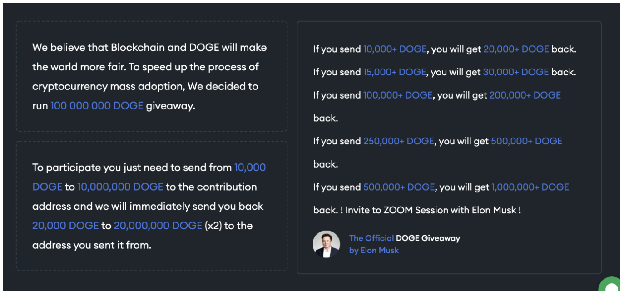 We believe that Blockchain and DOGE will make
the world more fair. To speed up the process of
cryptocurrency mass adoption, We decided to
run 100 000 000 DOGE giveaway.
To participate you just need to send from 10,000
DOGE to 10,000,000 DOGE to the contribution
address and we will immediately send you back
20,000 DOGE to 20,000,000 DOGE (x2) to the
address you sent it from.
If you send 10,000+ DOGE, you will get 20,000+ DOGE back.
If you send 15,000+ DOGE, you will get 30,000+ DOGE back.
If you send 100,000+ DOGE, you will get 200,000+ DOGE
back.
If you send 250,000+ DOGE, you will get 500,000+ DOGE
back.
If you send 500,000+ DOGE, you will get 1,000,000+ DOGE
back. ! Invite to ZOOM Session with Elon Musk !
The Official DOGE Giveaway
by Elon Musk